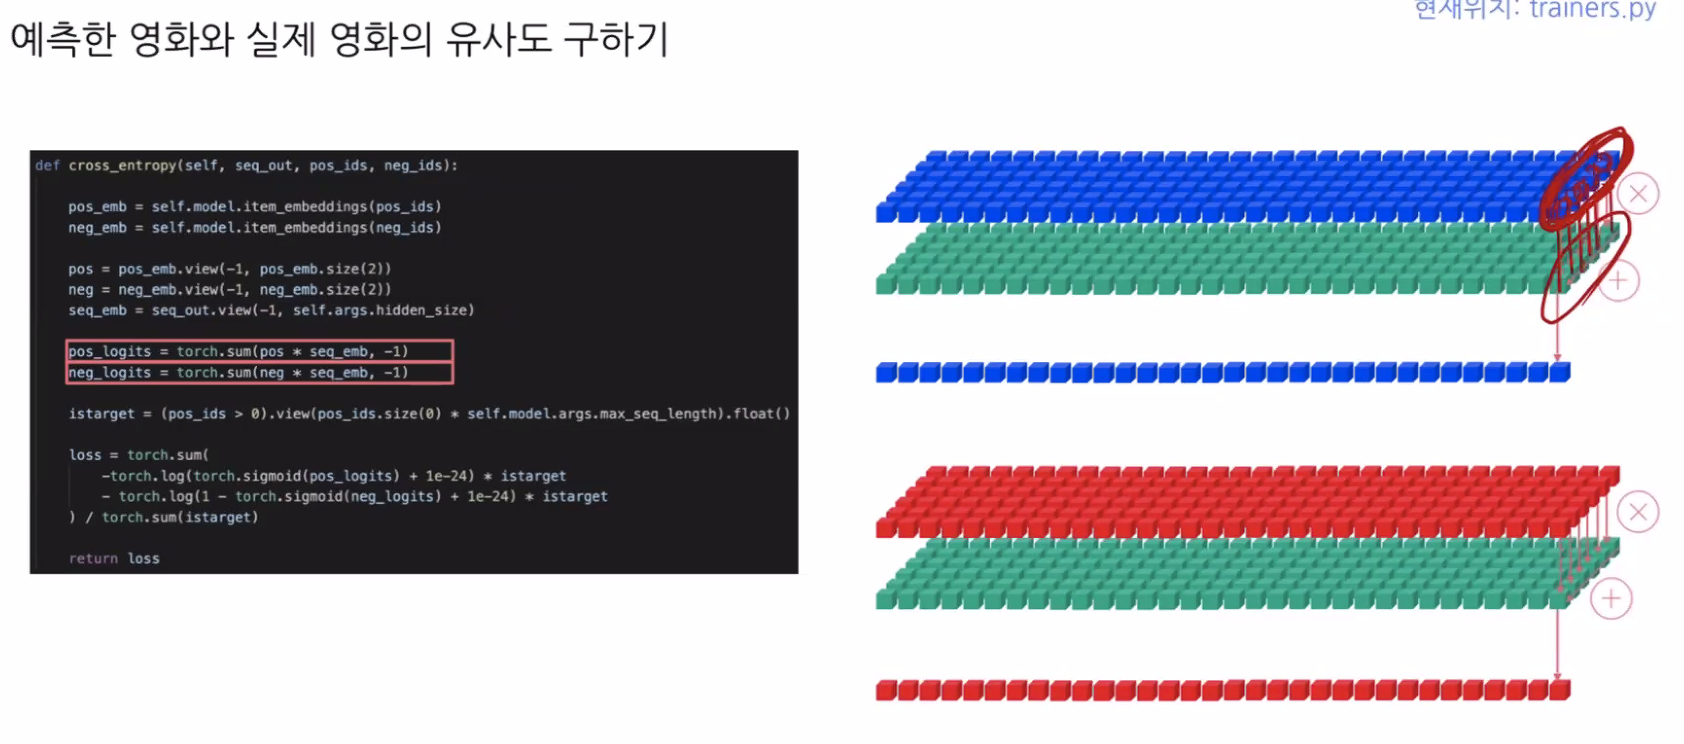 현재위치: trainers.py
예측한 영화와 실제 영화의 유사도 구하기
def cross_entropy(self, seq_out, pos_ids, neg_ids):
pos_emb = self.model.item_embeddings(pos_ids)
neg_emb = self.model.item_embeddings(neg_ids)
pos = pos_emb.view(-1, pos_emb.size(2))
neg = neg_emb.view(-1, neg_emb.size(2))
seq_emb = seq_out.view(-1, self.args.hidden_size)
pos_logits = torch.sum(pos * seq_emb, -1)
neg_logits = torch.sum(neg * seq_emb, -1)
istarget = (pos_ids > 0).view(pos_ids.size(0) * self.model.args.max_seq_length).float()
loss = torch.sum(
-torch.log(torch.sigmoid(pos_logits) + 1e-24) * istarget
- torch.log(1 - torch.sigmoid(neg_logits) + 1e-24) * istarget
) / torch.sum(istarget)
return loss